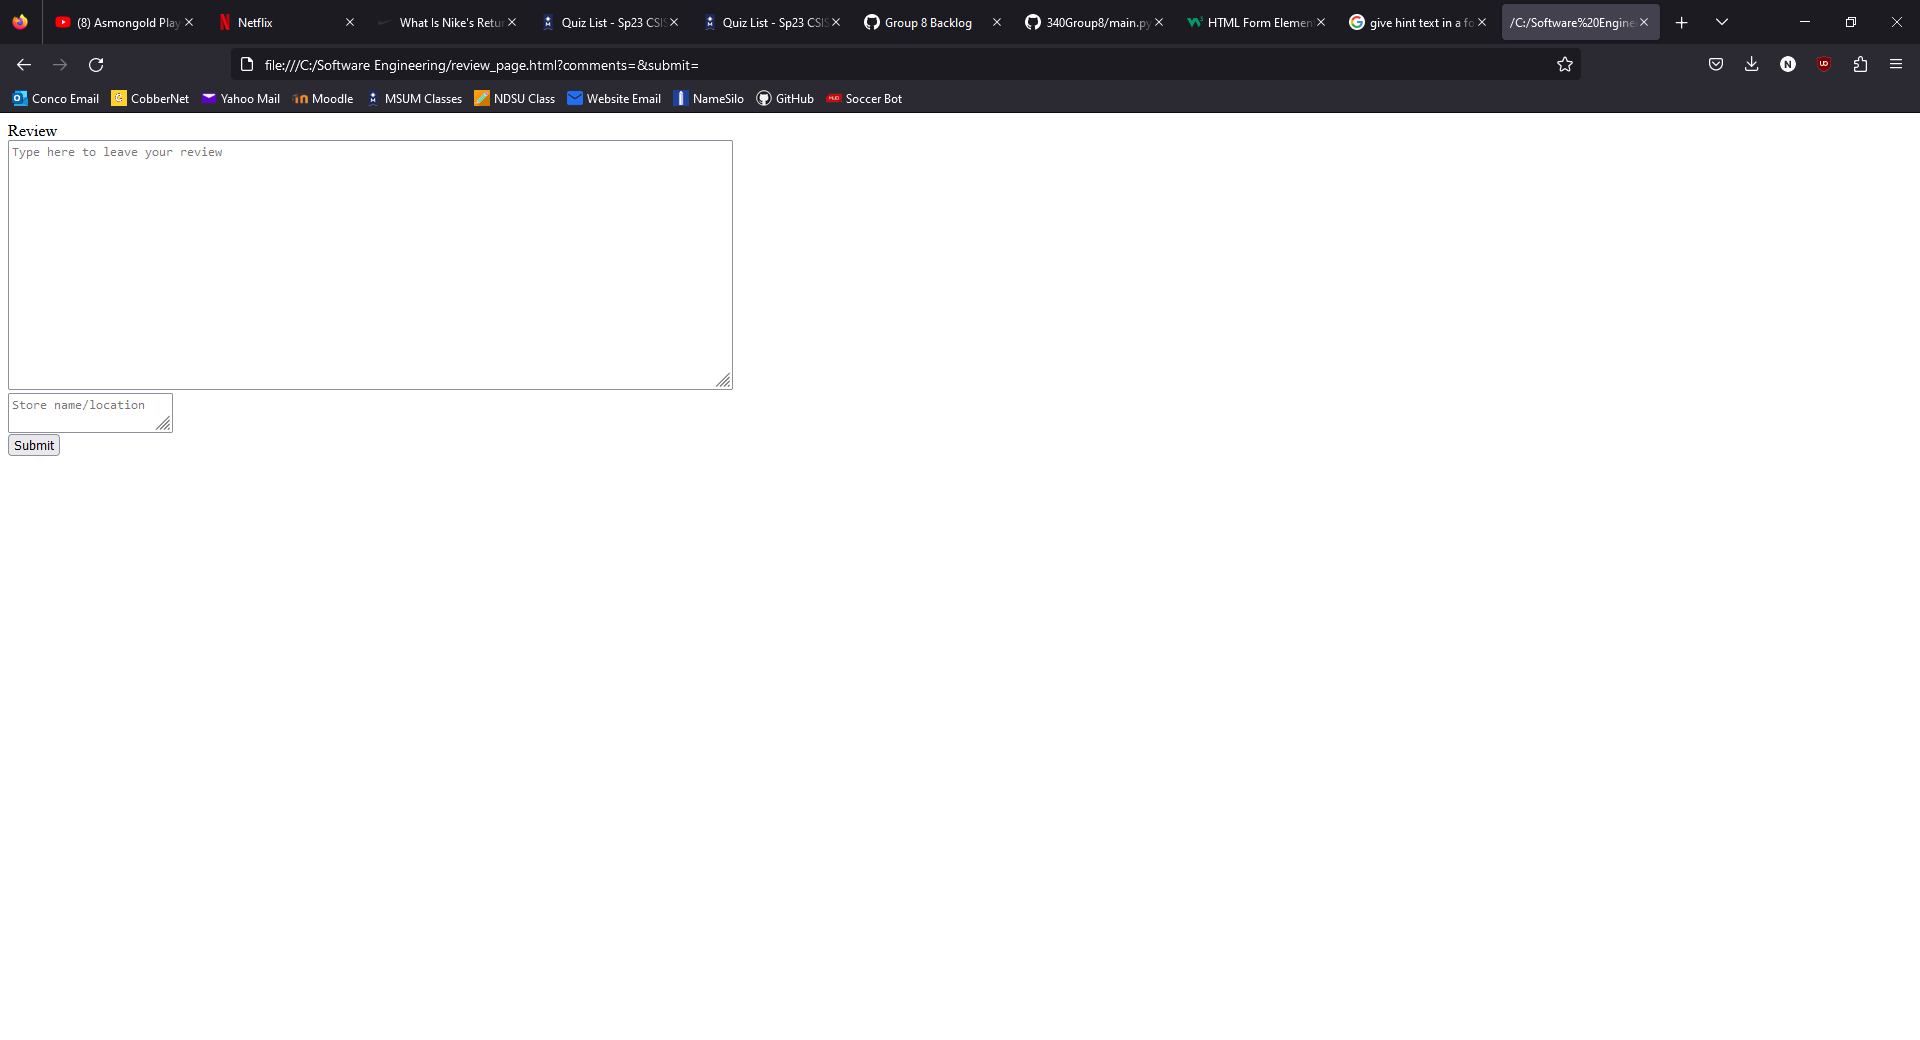 (8) Asmongold Play
Netflix
What Is Nike's Retur
Quiz List - Sp23 CSIS
Quiz List - Sp23 CSIS
Group 8 Backlog
340Group8/main.py
HTML Form Elemen
give hint text in a fo
/C:/Software%20Engine
file:///C:/Software Engineering/review_page.html?comments=&submit=
Conco Email
CobberNet
Yahoo Mail
Moodle
MSUM Classes
NDSU Class
Website Email
NameSilo
GitHub
Soccer Bot
Review
Type here to leave your review
Store name/location
Submit